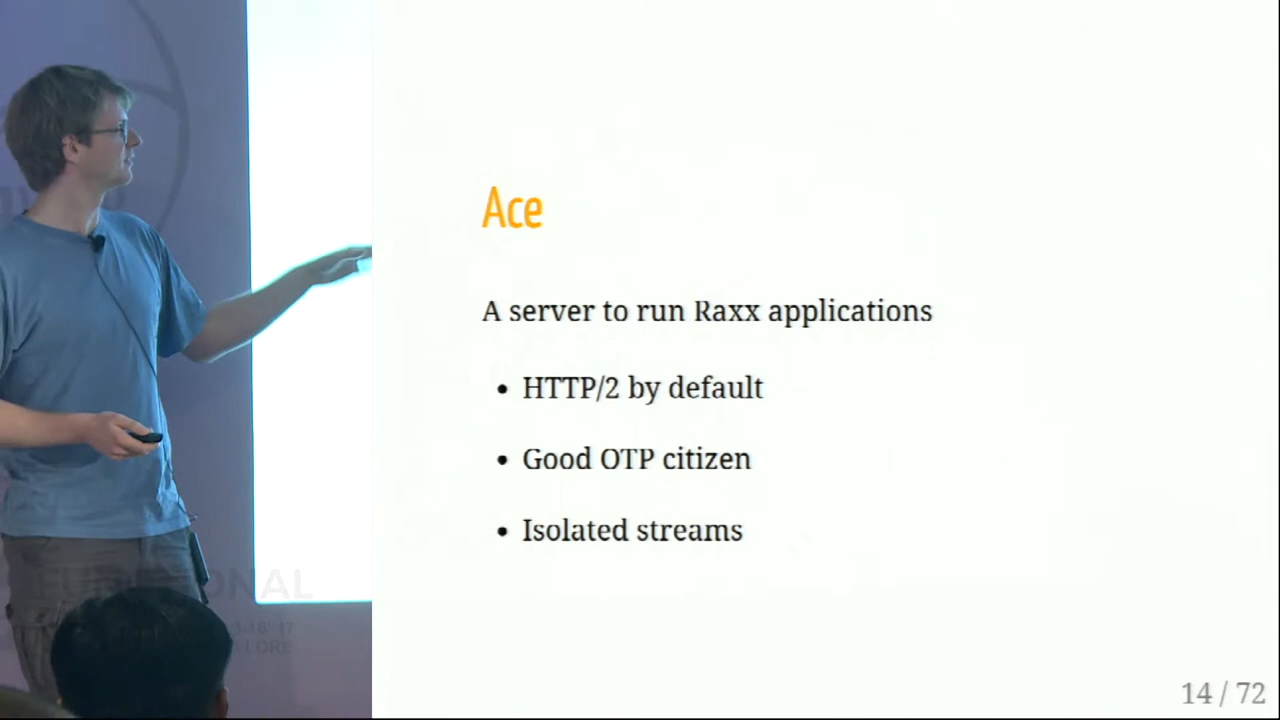 Ace
A server to run Raxx applications
• HTTP/2 by default
• Good OTP citizen
• Isolated streams
14 / 72